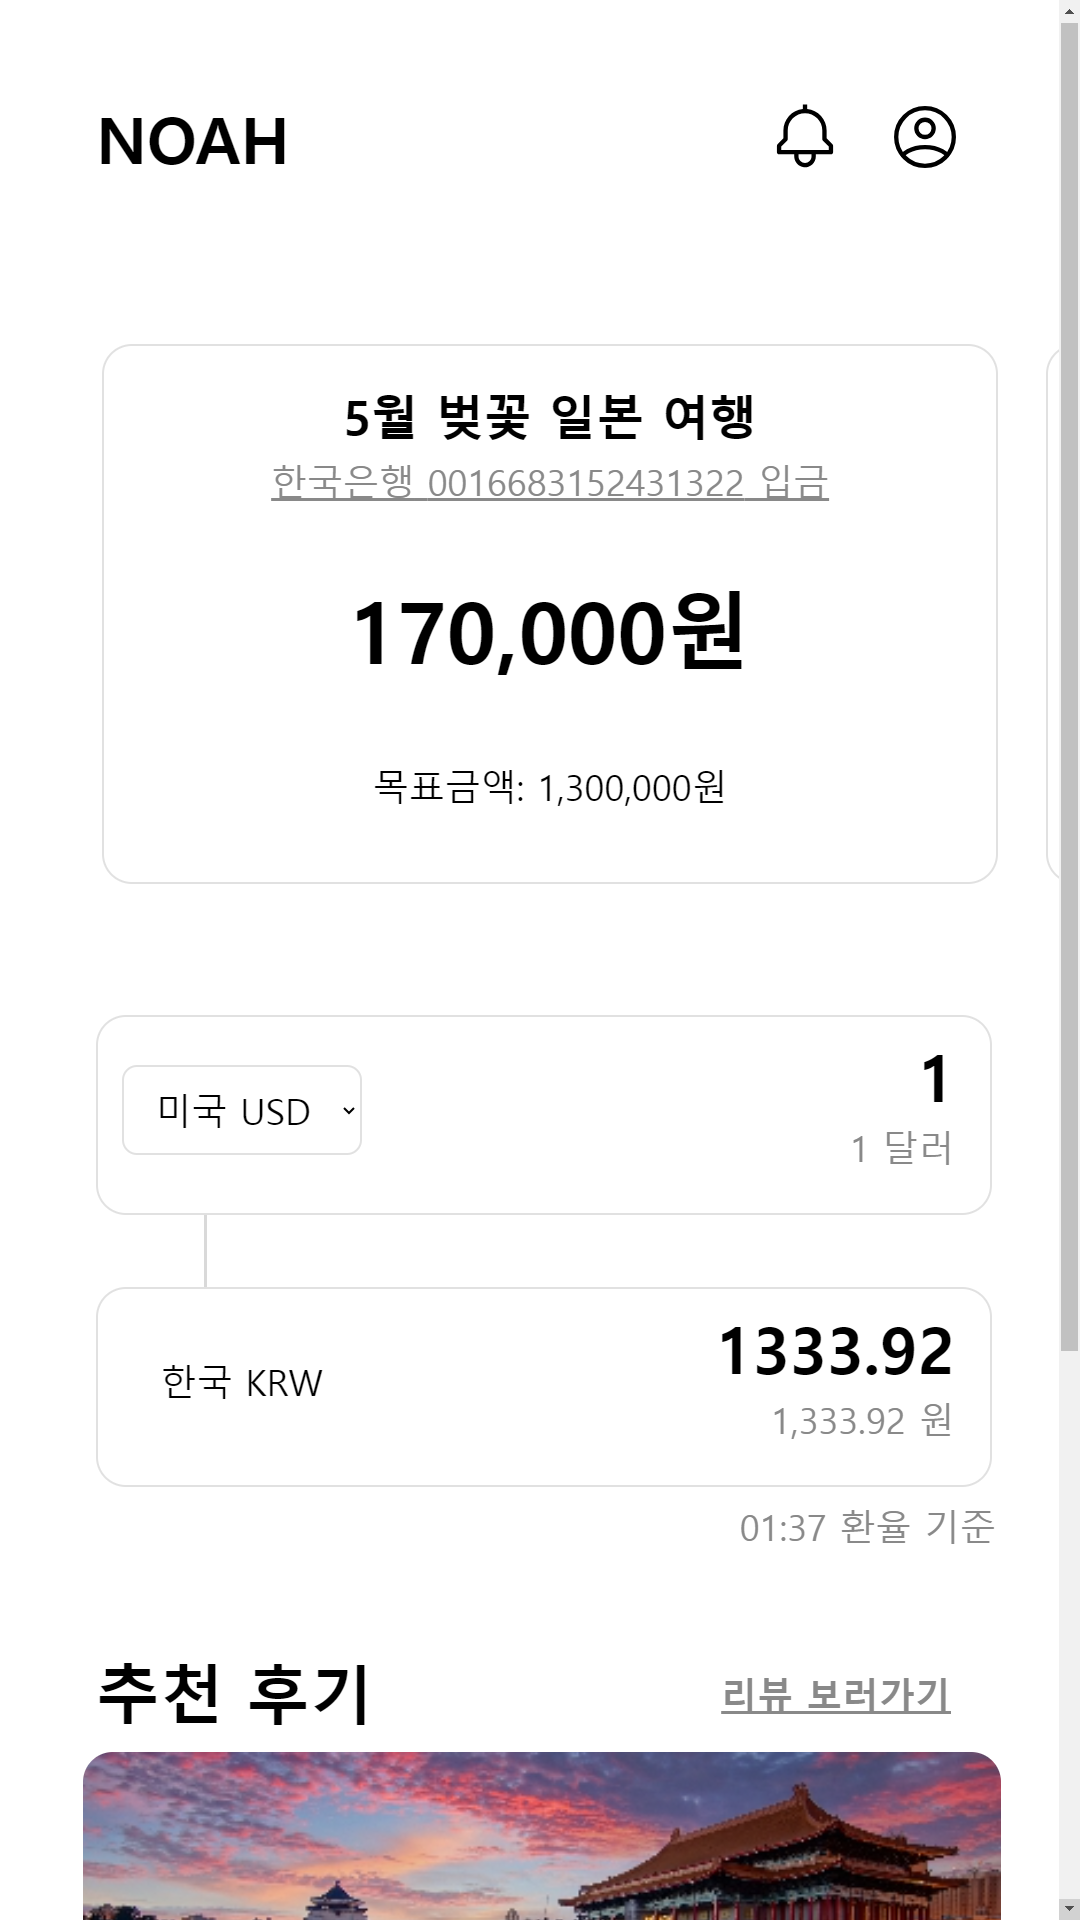 NOAH
5월 벚꽃 일본 여행
한국은행 0016683152431322 입금
170,000원
목표금액: 1,300,000원
미국 USD
1
1 달러
한국 KRW
1333.92
1,333.92 원
01:37 환율 기준
추천 후기
리뷰 보러가기